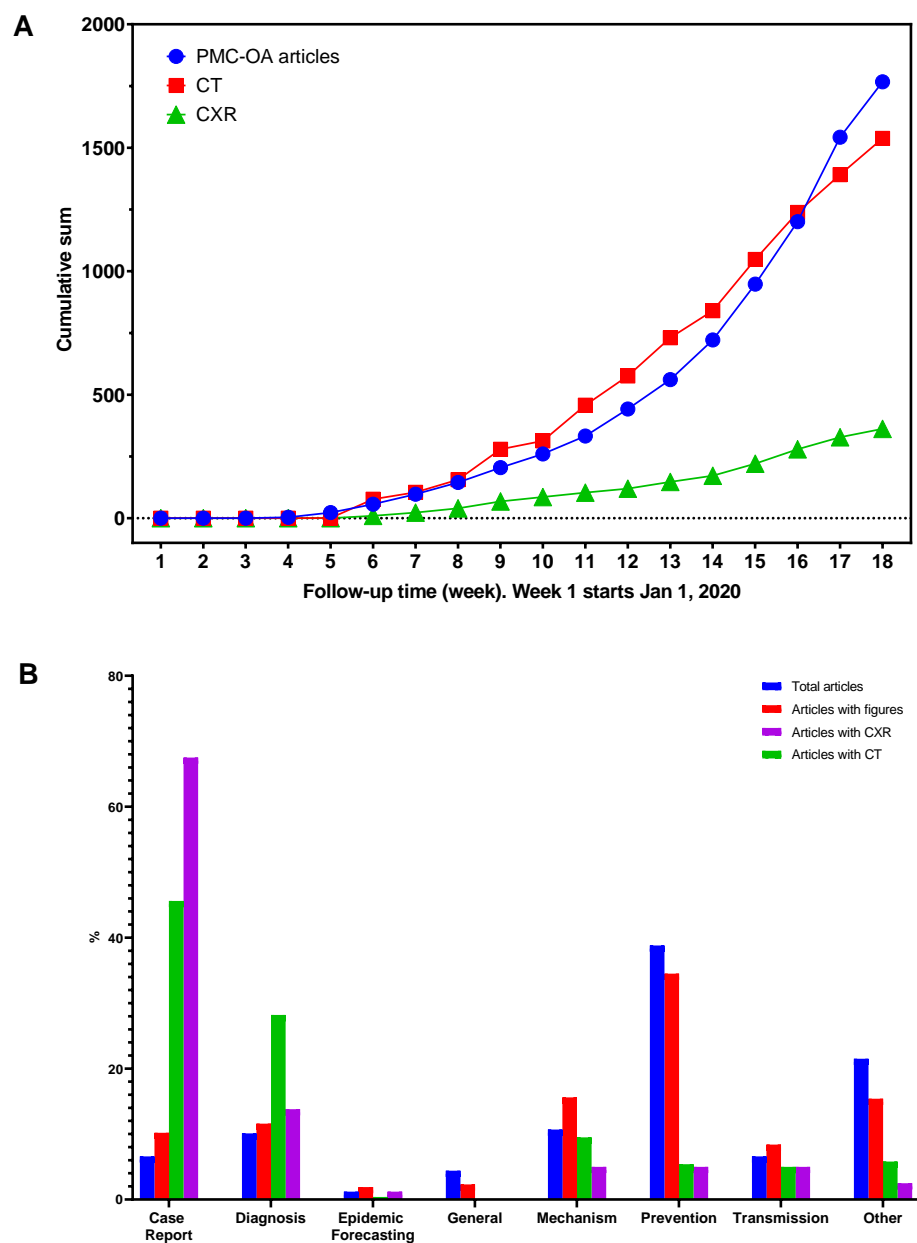 A
2000
1500
1000
500
0
Cumulative sum
PMC-OA articles
CT
CXR
1 2 3 4 5 6 7 8 9 10 11 12 13 14 15 16 17 18
Follow-up time (week). Week 1 starts Jan 1, 2020
B
80
60
40
20
0
%
Total articles
Articles with figures
Articles with CXR
Articles with CT
Case Report
Diagnosis
Epidemic Forecasting
General
Mechanism
Prevention
Transmission
Other